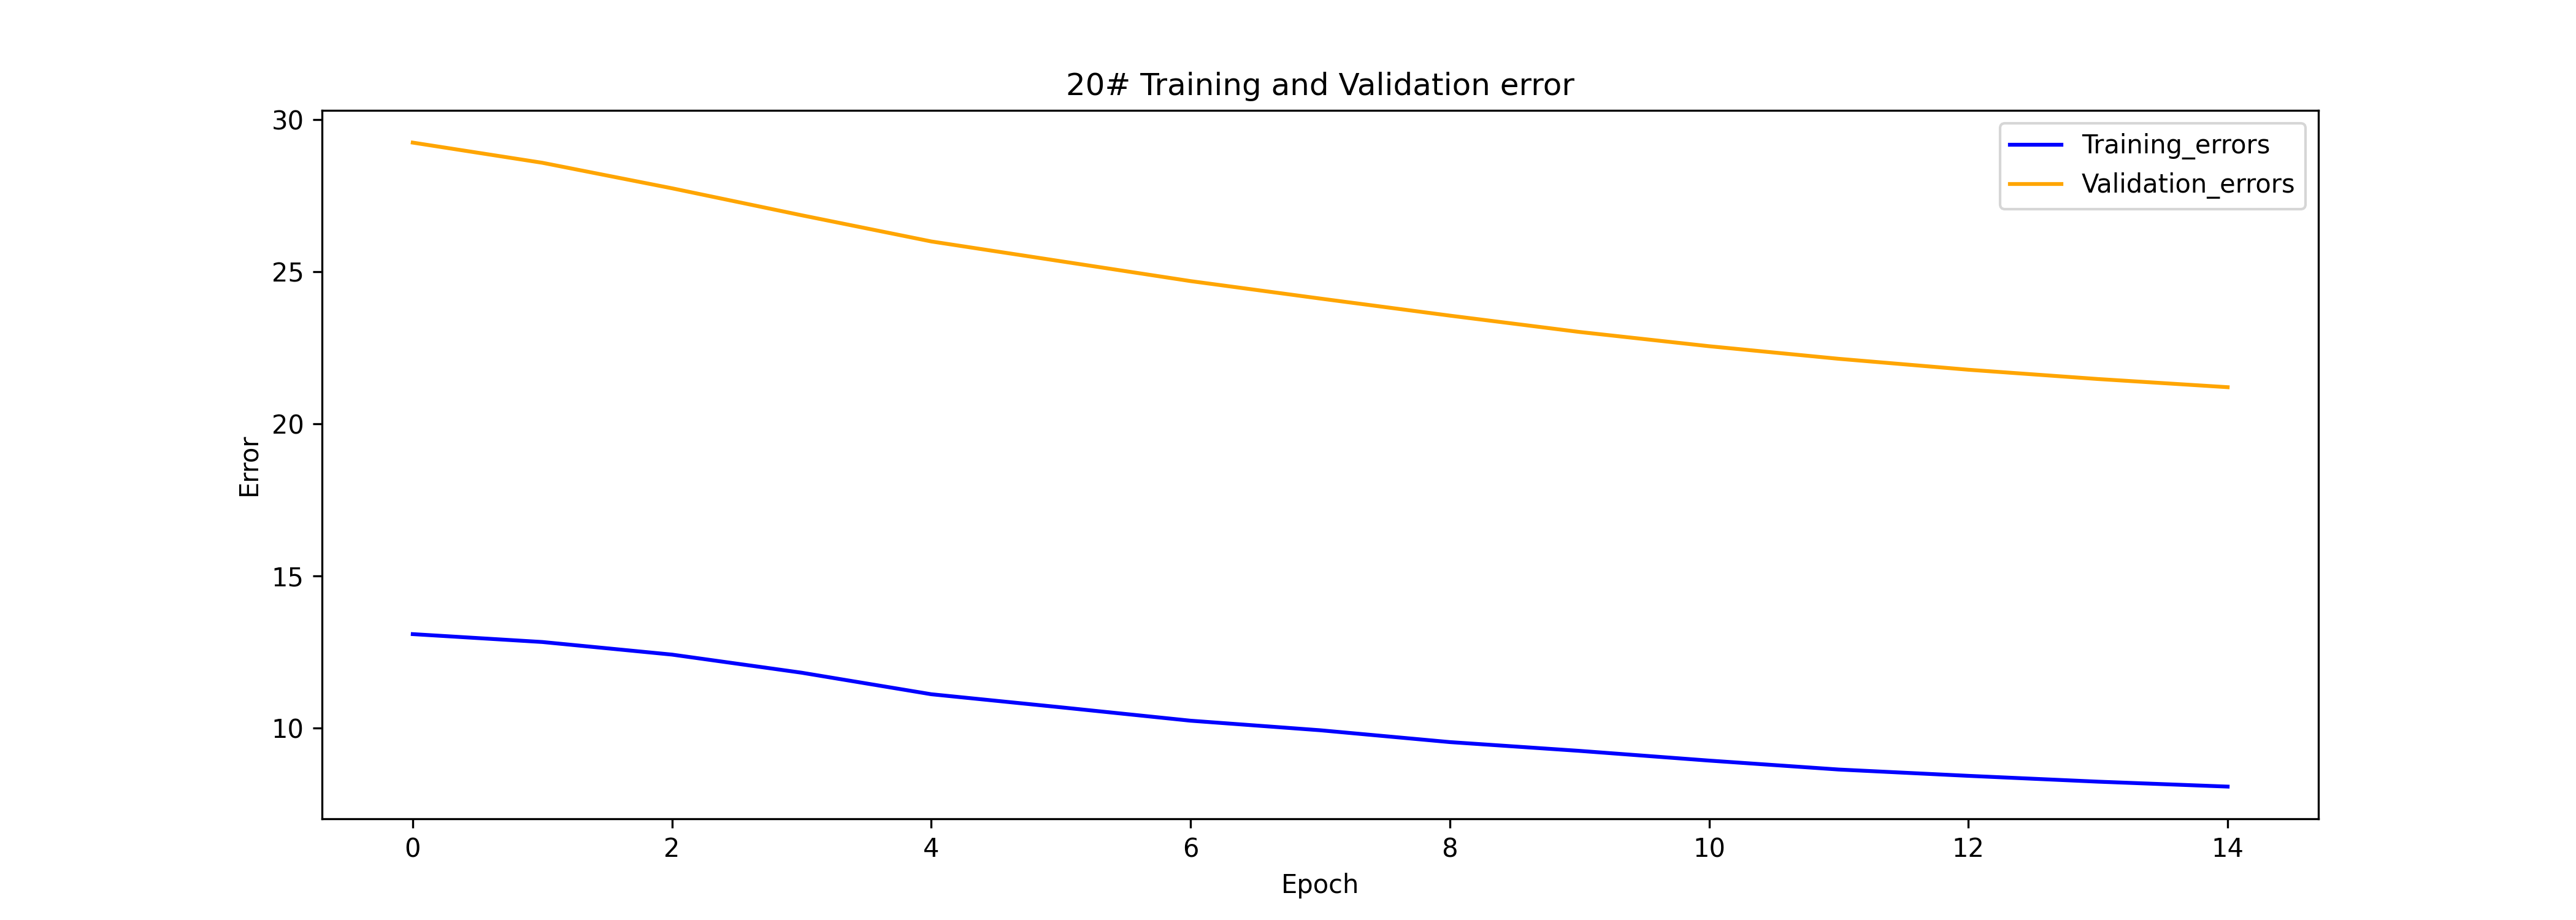 20# Training and Validation error
Training_errors
Validation_errors
30
25
20
15
10
Error
0 2 4 6 8 10 12 14
Epoch